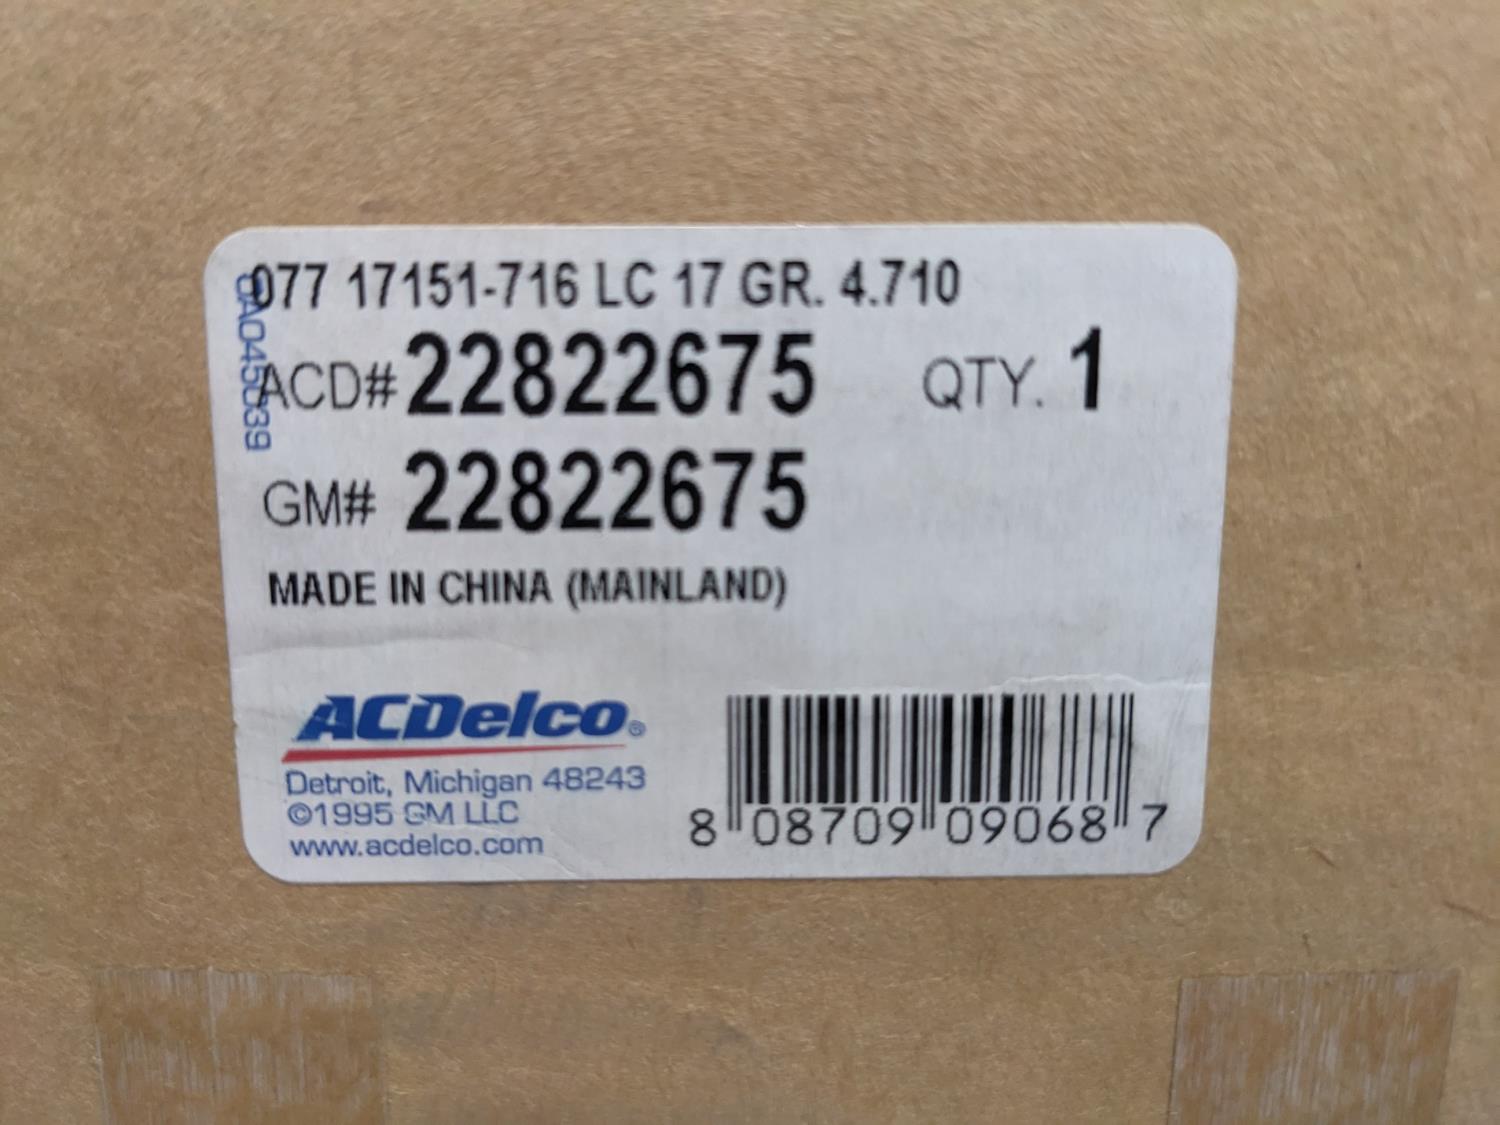 077 17151-716 LC 17 GR. 4.710
ACD# 22822675 QTY. 1
GM# 22822675
MADE IN CHINA (MAINLAND)
ACDelco®
Detroit, Michigan 48243
©1995 GM LLC
www.acdelco.com
8 08709 09068 7